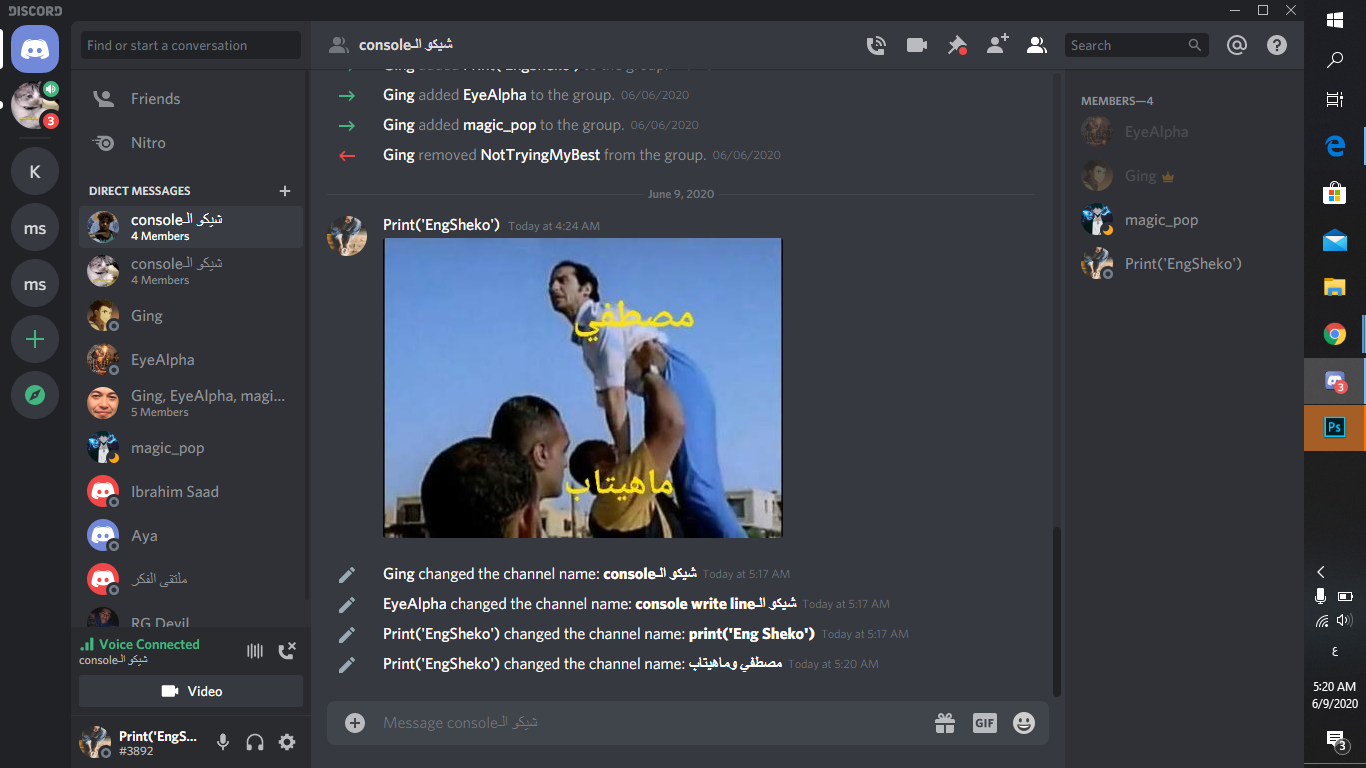 DISCORD
Find or start a conversation
Friends
Nitro
DIRECT MESSAGES
شيكو الـconsole
4 Members
شيكو الـconsole
4 Members
Ging
EyeAlpha
Ging, EyeAlpha, magi...
5 Members
magic_pop
Ibrahim Saad
Aya
ملتقى الفكر
RG Devil
Voice Connected
شيكو الـconsole
Video
Print('EngS...
#3892
3
K
ms
ms
شيكو الـconsole
Search
Ging added Print('EngSheko') to the group.
Ging added EyeAlpha to the group. 06/06/2020
Ging added magic_pop to the group. 06/06/2020
Ging removed NotTryingMyBest from the group. 06/06/2020
June 9, 2020
Print('EngSheko') Today at 4:24 AM
مصطفي
ماهيتاب
Ging changed the channel name: شيكو الـconsole Today at 5:17 AM
EyeAlpha changed the channel name: شيكو الـconsole write line Today at 5:17 AM
Print('EngSheko') changed the channel name: print('Eng Sheko') Today at 5:17 AM
Print('EngSheko') changed the channel name: مصطفي وماهيتاب Today at 5:20 AM
Message شيكو الـconsole
GIF
MEMBERS—4
EyeAlpha
Ging
magic_pop
Print('EngSheko')
3
Ps
ع
5:20 AM
6/9/2020
3